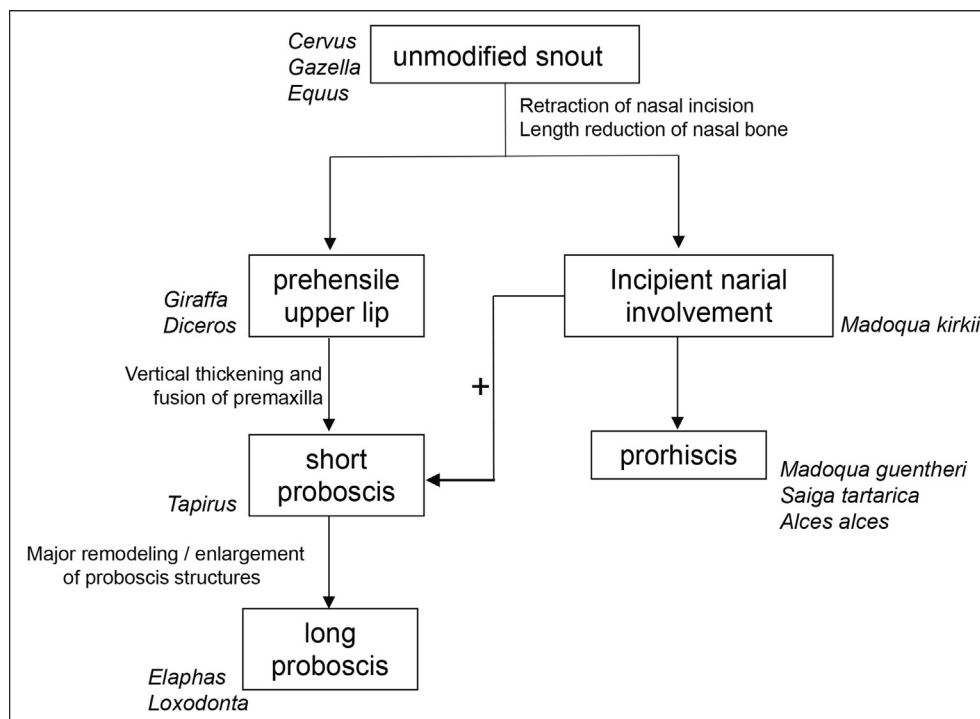 Cervus
Gazella
Equus
unmodified snout
Retraction of nasal incision
Length reduction of nasal bone
prehensile
upper lip
Giraffa
Diceros
Incipient narial
involvement
Madoqua kirkii
Vertical thickening and
fusion of premaxilla
+
short
proboscis
Tapirus
prorhiscis
Madoqua guentheri
Saiga tartarica
Alces alces
Major remodeling / enlargement
of proboscis structures
long
proboscis
Elaphas
Loxodonta